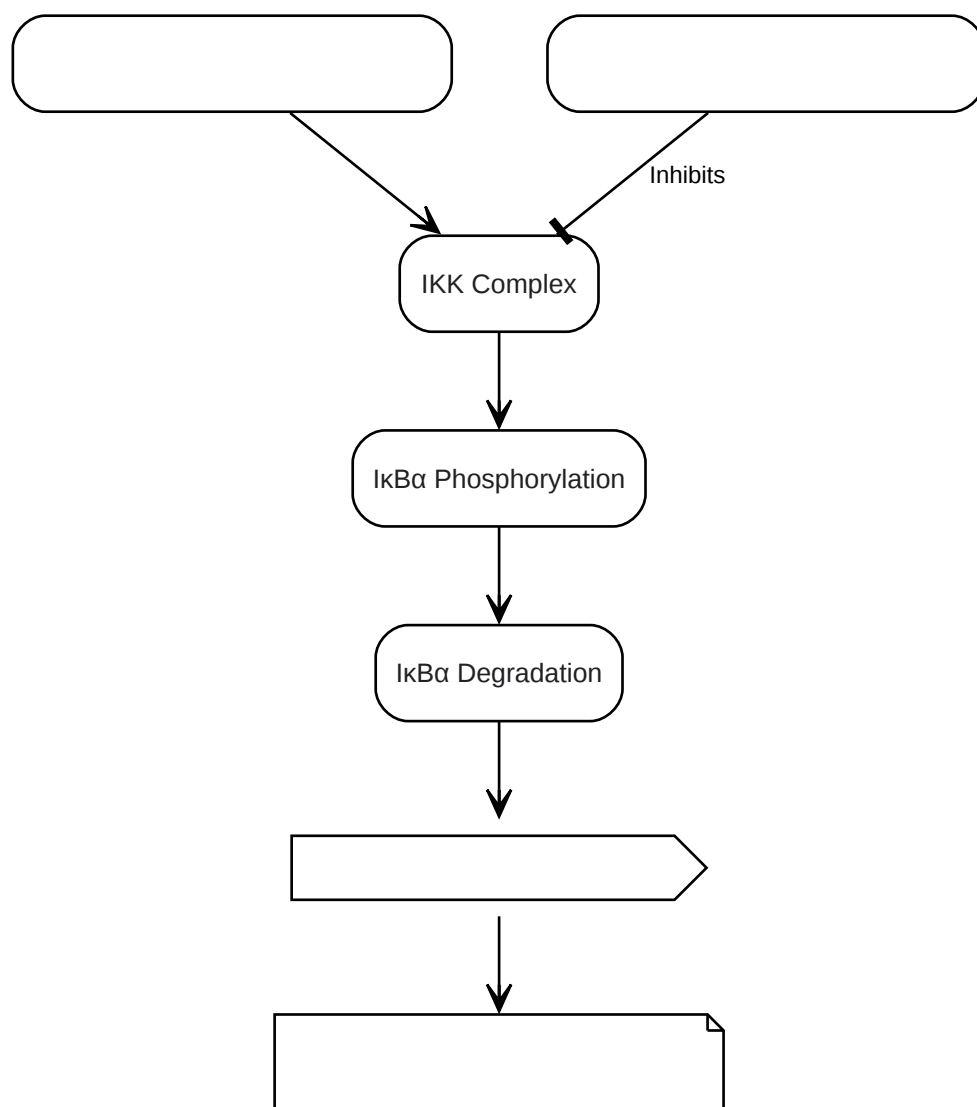 Inhibits
IKK Complex
IκBα Phosphorylation
IκBα Degradation